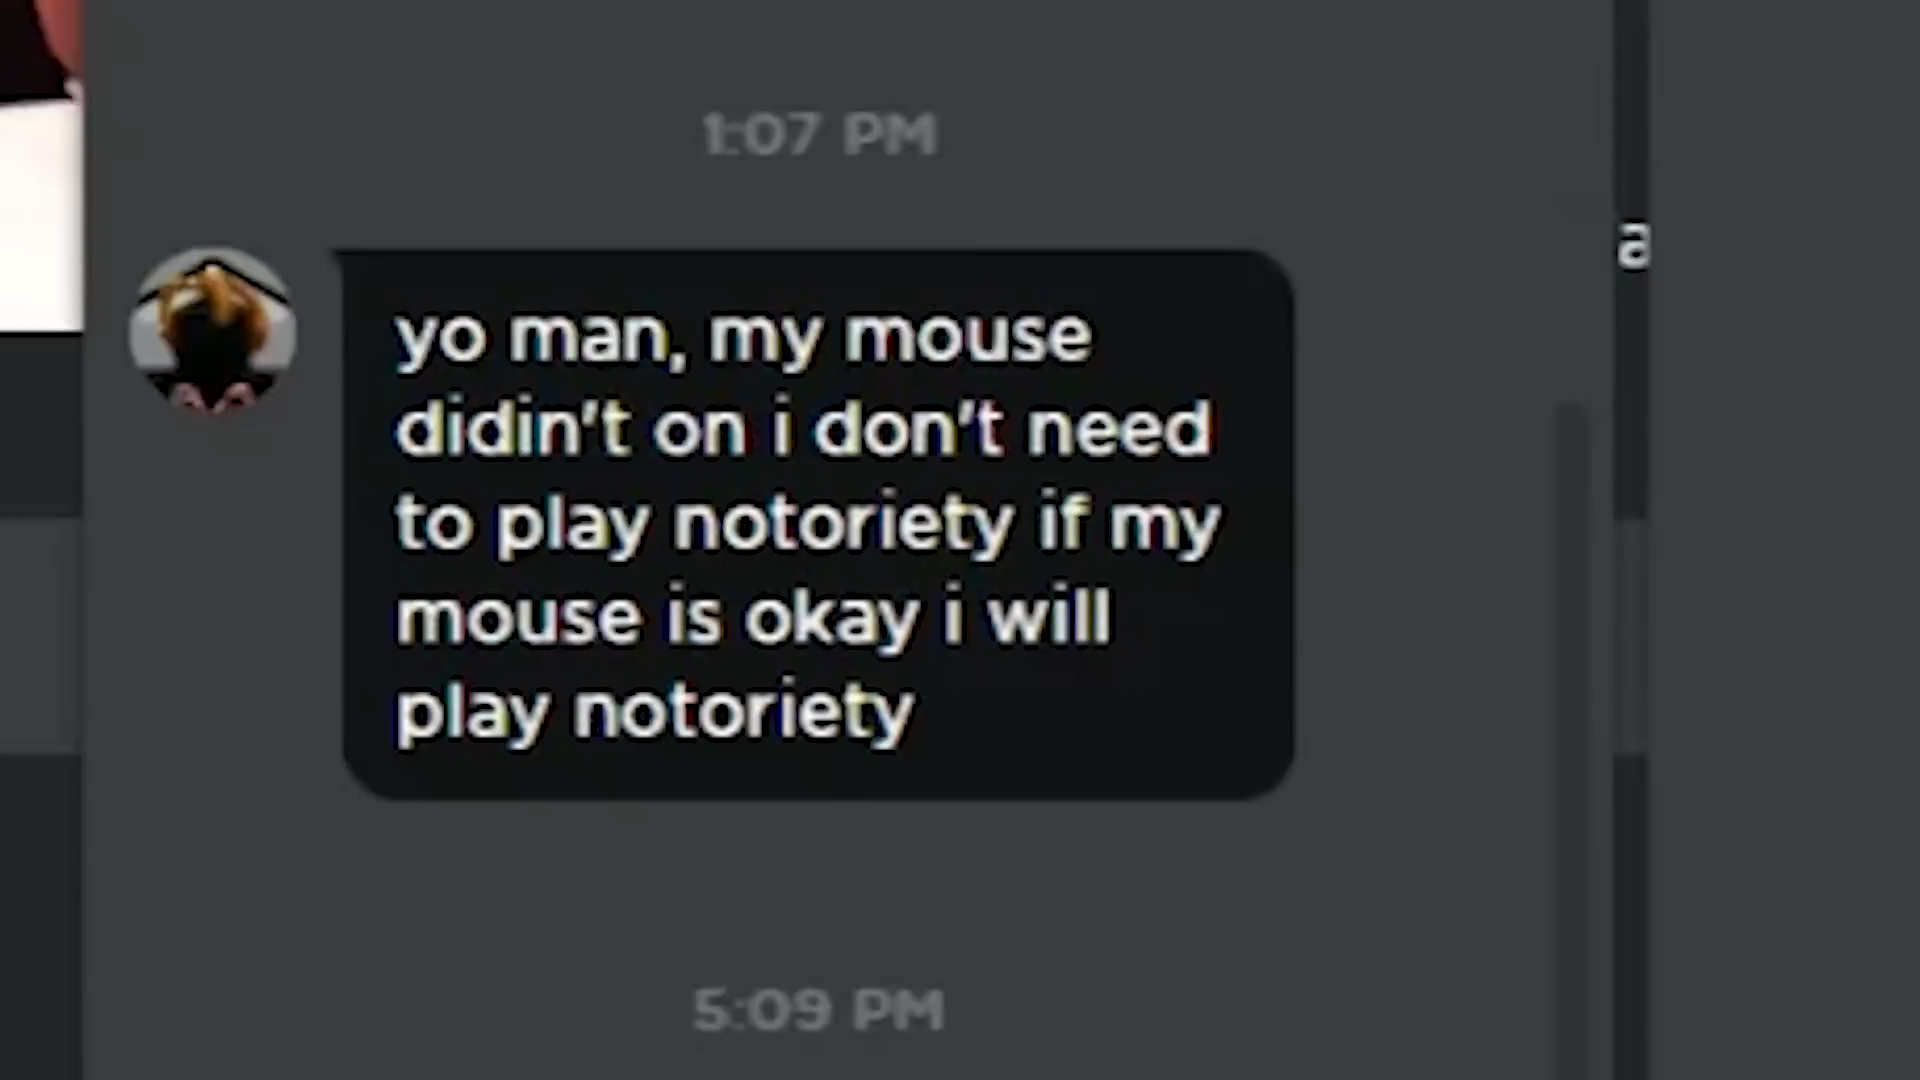 1:07 PM
a
yo man, my mouse
didin't on i don't need
to play notoriety if my
mouse is okay i will
play notoriety
5:09 PM